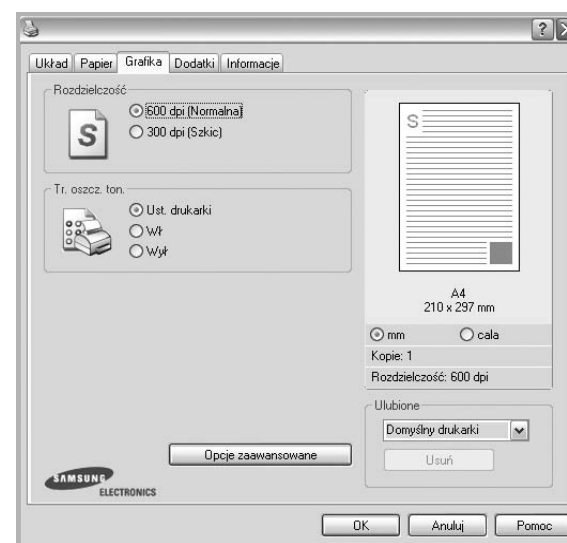 Układ Papier Grafika Dodatki Informacje
Rozdzielczość
S
600 dpi (Normalna)
300 dpi (Szkic)
Tr. oszcz. ton.
Ust. drukarki
Wł
Wył
S
A4
210 x 297 mm
mm cala
Kopie: 1
Rozdzielczość: 600 dpi
Ulubione
Domyślny drukarki
Usuń
Opcje zaawansowane
SAMSUNG
ELECTRONICS
OK Anuluj Pomoc